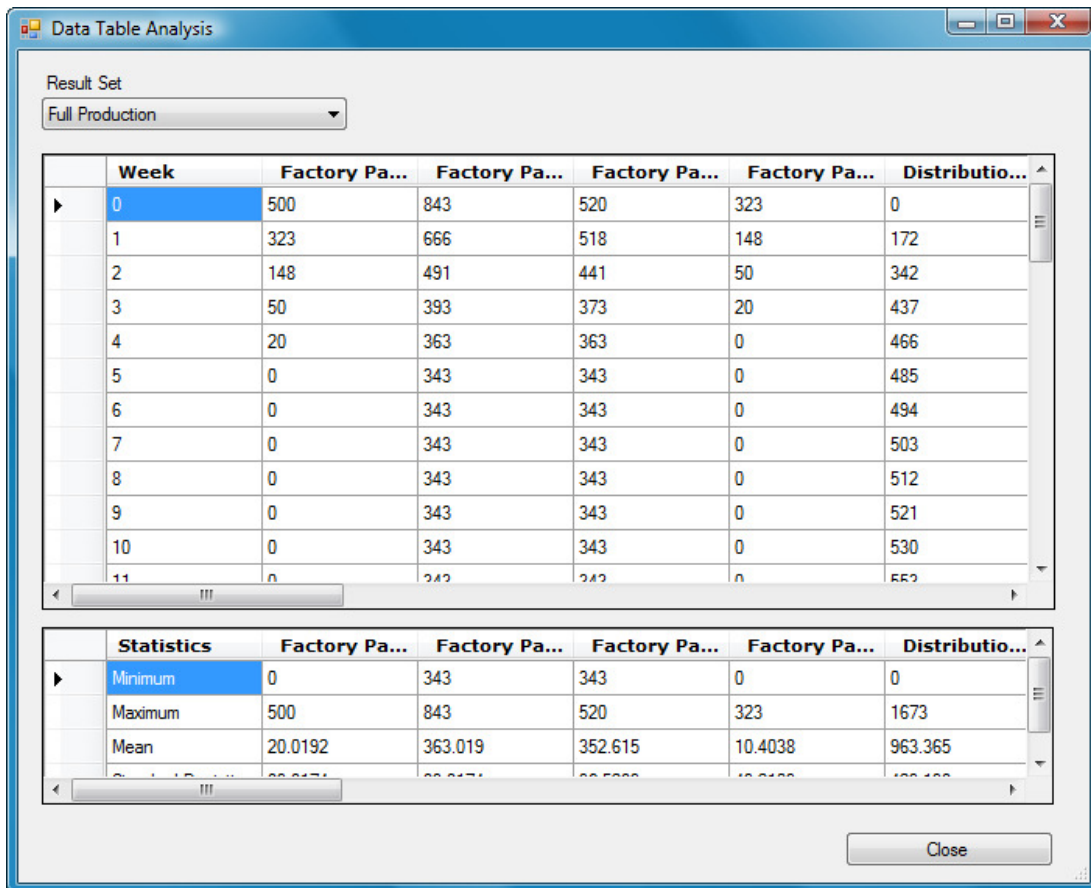 Data Table Analysis
Result Set
Full Production
Week Factory Pa... Factory Pa... Factory Pa... Factory Pa... Distributio...
0 500 843 520 323 0
1 323 666 518 148 172
2 148 491 441 50 342
3 50 393 373 20 437
4 20 363 363 0 466
5 0 343 343 0 485
6 0 343 343 0 494
7 0 343 343 0 503
8 0 343 343 0 512
9 0 343 343 0 521
10 0 343 343 0 530
11 0 343 343 0
Statistics Factory Pa... Factory Pa... Factory Pa... Factory Pa... Distributio...
Minimum 0 343 343 0 0
Maximum 500 843 520 323 1673
Mean 20.0192 363.019 352.615 10.4038 963.365
Close